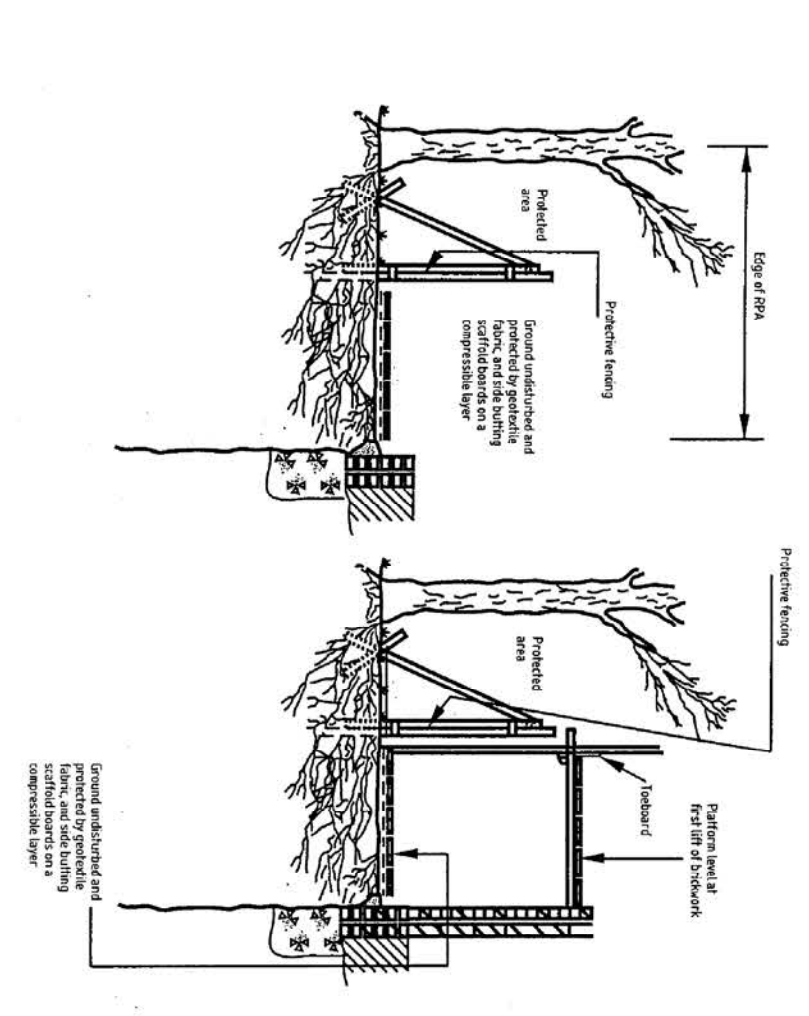 Edge of RPA
Protective fencing
Protected
area
Ground undisturbed and
protected by geotextile
fabric, and side butting
scaffold boards on a
compressible layer
Protective fencing
Platform level at
first lift of brickwork
Toeboard
Protected
area
Ground undisturbed and
protected by geotextile
fabric, and side butting
scaffold boards on a
compressible layer